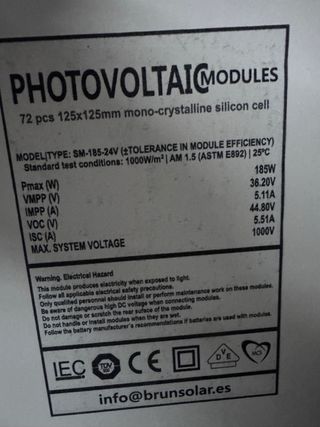 PHOTOVOLTAIC MODULES
72 pcs 125x125mm mono-crystalline silicon cell
MODEL|TYPE: SM-185-24V (±TOLERANCE IN MODULE EFFICIENCY)
Standard test conditions: 1000W/m² | AM 1.5 (ASTM E892) | 25ºC
Pmax (W) 185W
VMPP (V) 36.20V
IMPP (A) 5.11A
VOC (V) 44.80V
ISC (A) 5.51A
MAX. SYSTEM VOLTAGE 1000V
Warning. Electrical Hazard
This module produces electricity when exposed to light.
Follow all applicable electrical safety precautions.
Only qualified personnel should install or perform maintenance work on these modules.
Be aware of dangerous high DC voltage when connecting modules.
Do not damage or scratch the rear suface of the module.
Do not handle or install modules when they are wet.
Follow the battery manufacturer's recommendations if batteries are used with modules.
IEC TÜV CE DVE MCS
info@brunsolar.es